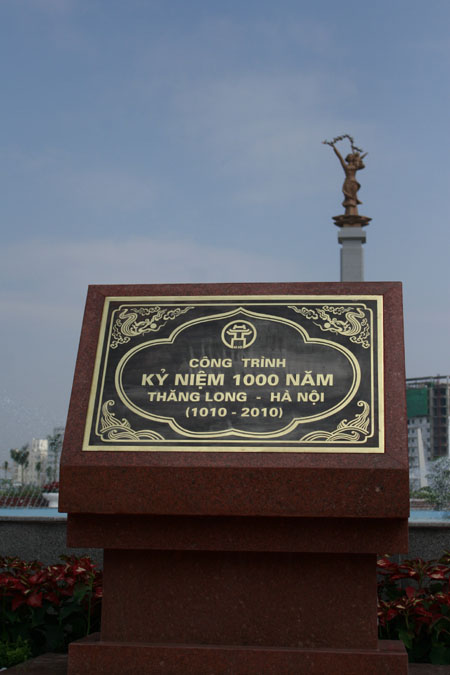 CÔNG TRÌNH
KỶ NIỆM 1000 NĂM
THĂNG LONG - HÀ NỘI
(1010 - 2010)